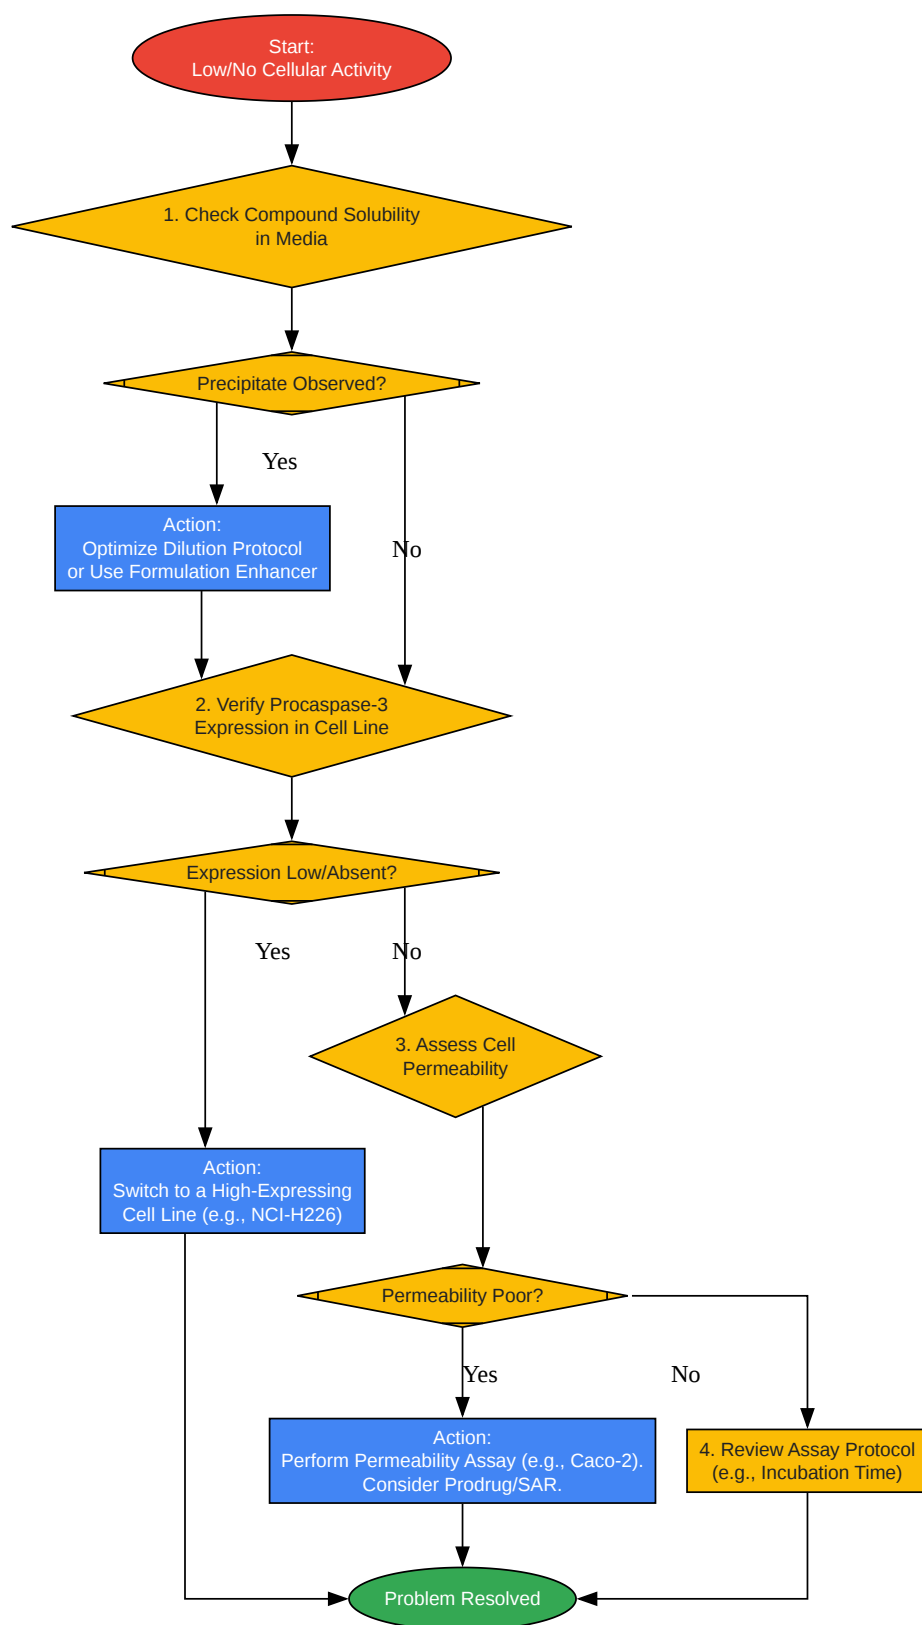 Start:
Low/No Cellular Activity
1. Check Compound Solubility
in Media
Precipitate Observed?
Yes
No
Action:
Optimize Dilution Protocol
or Use Formulation Enhancer
2. Verify Procaspase-3
Expression in Cell Line
Expression Low/Absent?
Yes
No
3. Assess Cell
Permeability
Action:
Switch to a High-Expressing
Cell Line (e.g., NCI-H226)
Permeability Poor?
Yes
No
Action:
Perform Permeability Assay (e.g., Caco-2).
Consider Prodrug/SAR.
4. Review Assay Protocol
(e.g., Incubation Time)
Problem Resolved